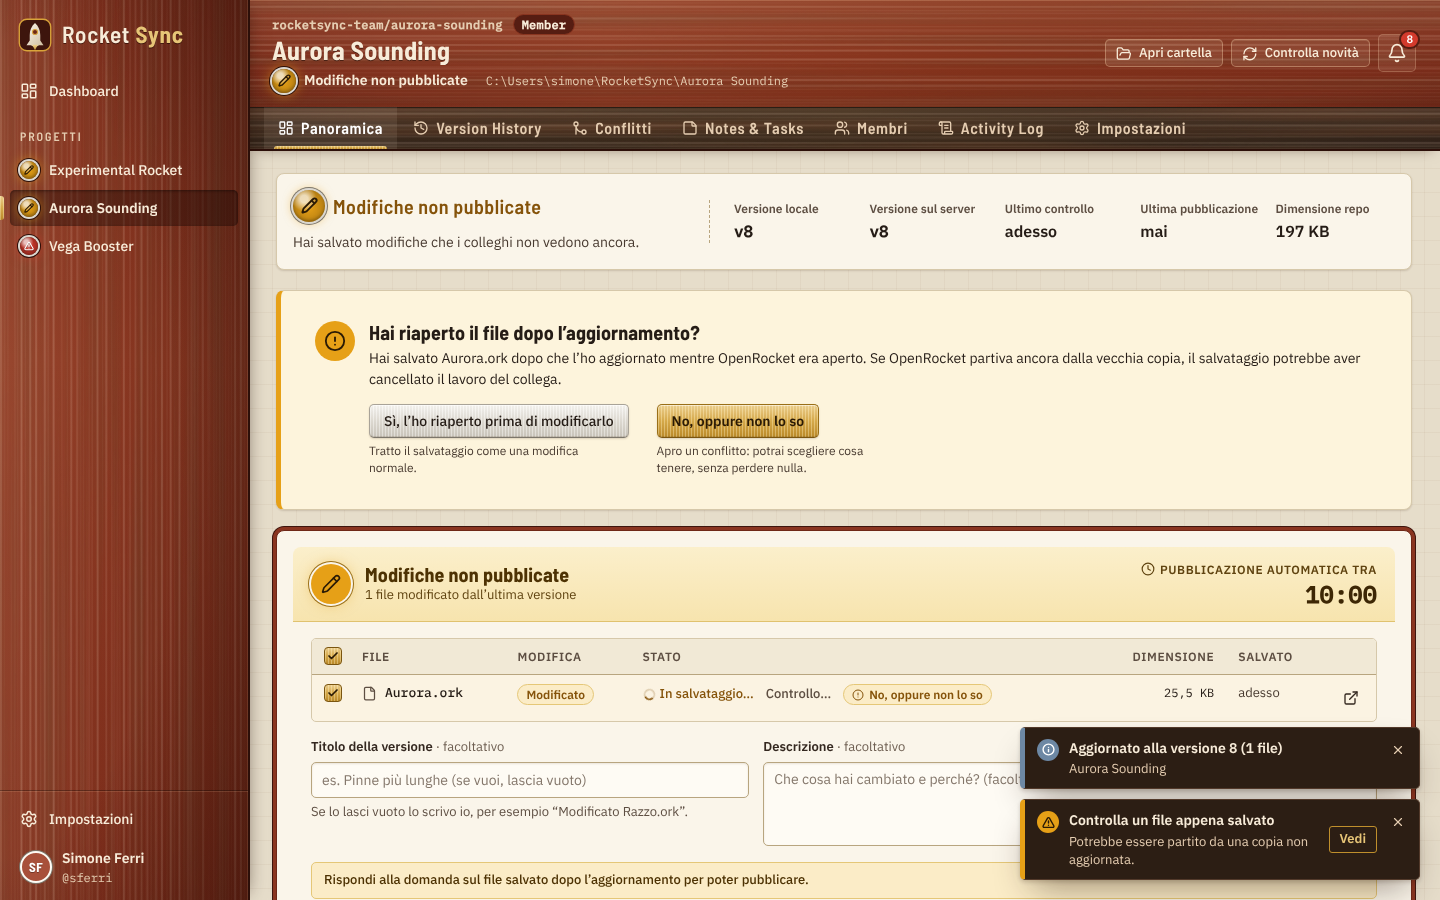 Rocket Sync
Dashboard
PROGETTI
Experimental Rocket
Aurora Sounding
Vega Booster
Impostazioni
SF
Simone Ferri
@sferri
rocketsync-team/aurora-sounding Member
Aurora Sounding
Modifiche non pubblicate C:\Users\simone\RocketSync\Aurora Sounding
Apri cartella
Controlla novità
8
Panoramica
Version History
Conflitti
Notes & Tasks
Membri
Activity Log
Impostazioni
Modifiche non pubblicate
Hai salvato modifiche che i colleghi non vedono ancora.
Versione locale
v8
Versione sul server
v8
Ultimo controllo
adesso
Ultima pubblicazione
mai
Dimensione repo
197 KB
Hai riaperto il file dopo l’aggiornamento?
Hai salvato Aurora.ork dopo che l’ho aggiornato mentre OpenRocket era aperto. Se OpenRocket partiva ancora dalla vecchia copia, il salvataggio potrebbe aver
cancellato il lavoro del collega.
Sì, l’ho riaperto prima di modificarlo
Tratto il salvataggio come una modifica
normale.
No, oppure non lo so
Apro un conflitto: potrai scegliere cosa
tenere, senza perdere nulla.
Modifiche non pubblicate
1 file modificato dall’ultima versione
PUBBLICAZIONE AUTOMATICA TRA
10:00
FILE MODIFICA STATO DIMENSIONE SALVATO
Aurora.ork Modificato In salvataggio... Controllo... No, oppure non lo so 25,5 KB adesso
Titolo della versione · facoltativo
es. Pinne più lunghe (se vuoi, lascia vuoto)
Se lo lasci vuoto lo scrivo io, per esempio “Modificato Razzo.ork”.
Descrizione · facoltativo
Che cosa hai cambiato e perché? (facol
Rispondi alla domanda sul file salvato dopo l’aggiornamento per poter pubblicare.
Aggiornato alla versione 8 (1 file)
Aurora Sounding
Controlla un file appena salvato
Potrebbe essere partito da una copia non
aggiornata.
Vedi